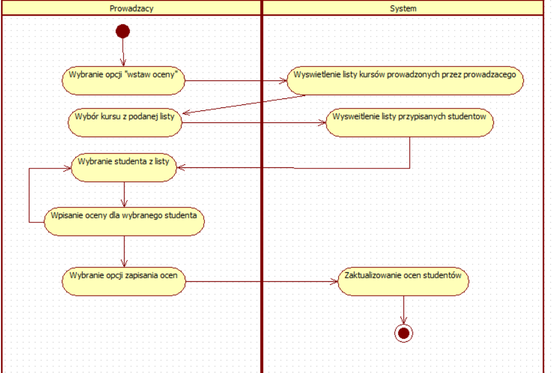 Prowadzacy
System
Wybranie opcji "wstaw oceny"
Wyswietlenie listy kursów prowadzonych przez prowadzacego
Wybór kursu z podanej listy
Wysweitlenie listy przypisanych studentow
Wybranie studenta z listy
Wpisanie oceny dla wybranego studenta
Wybranie opcji zapisania ocen
Zaktualizowanie ocen studentów